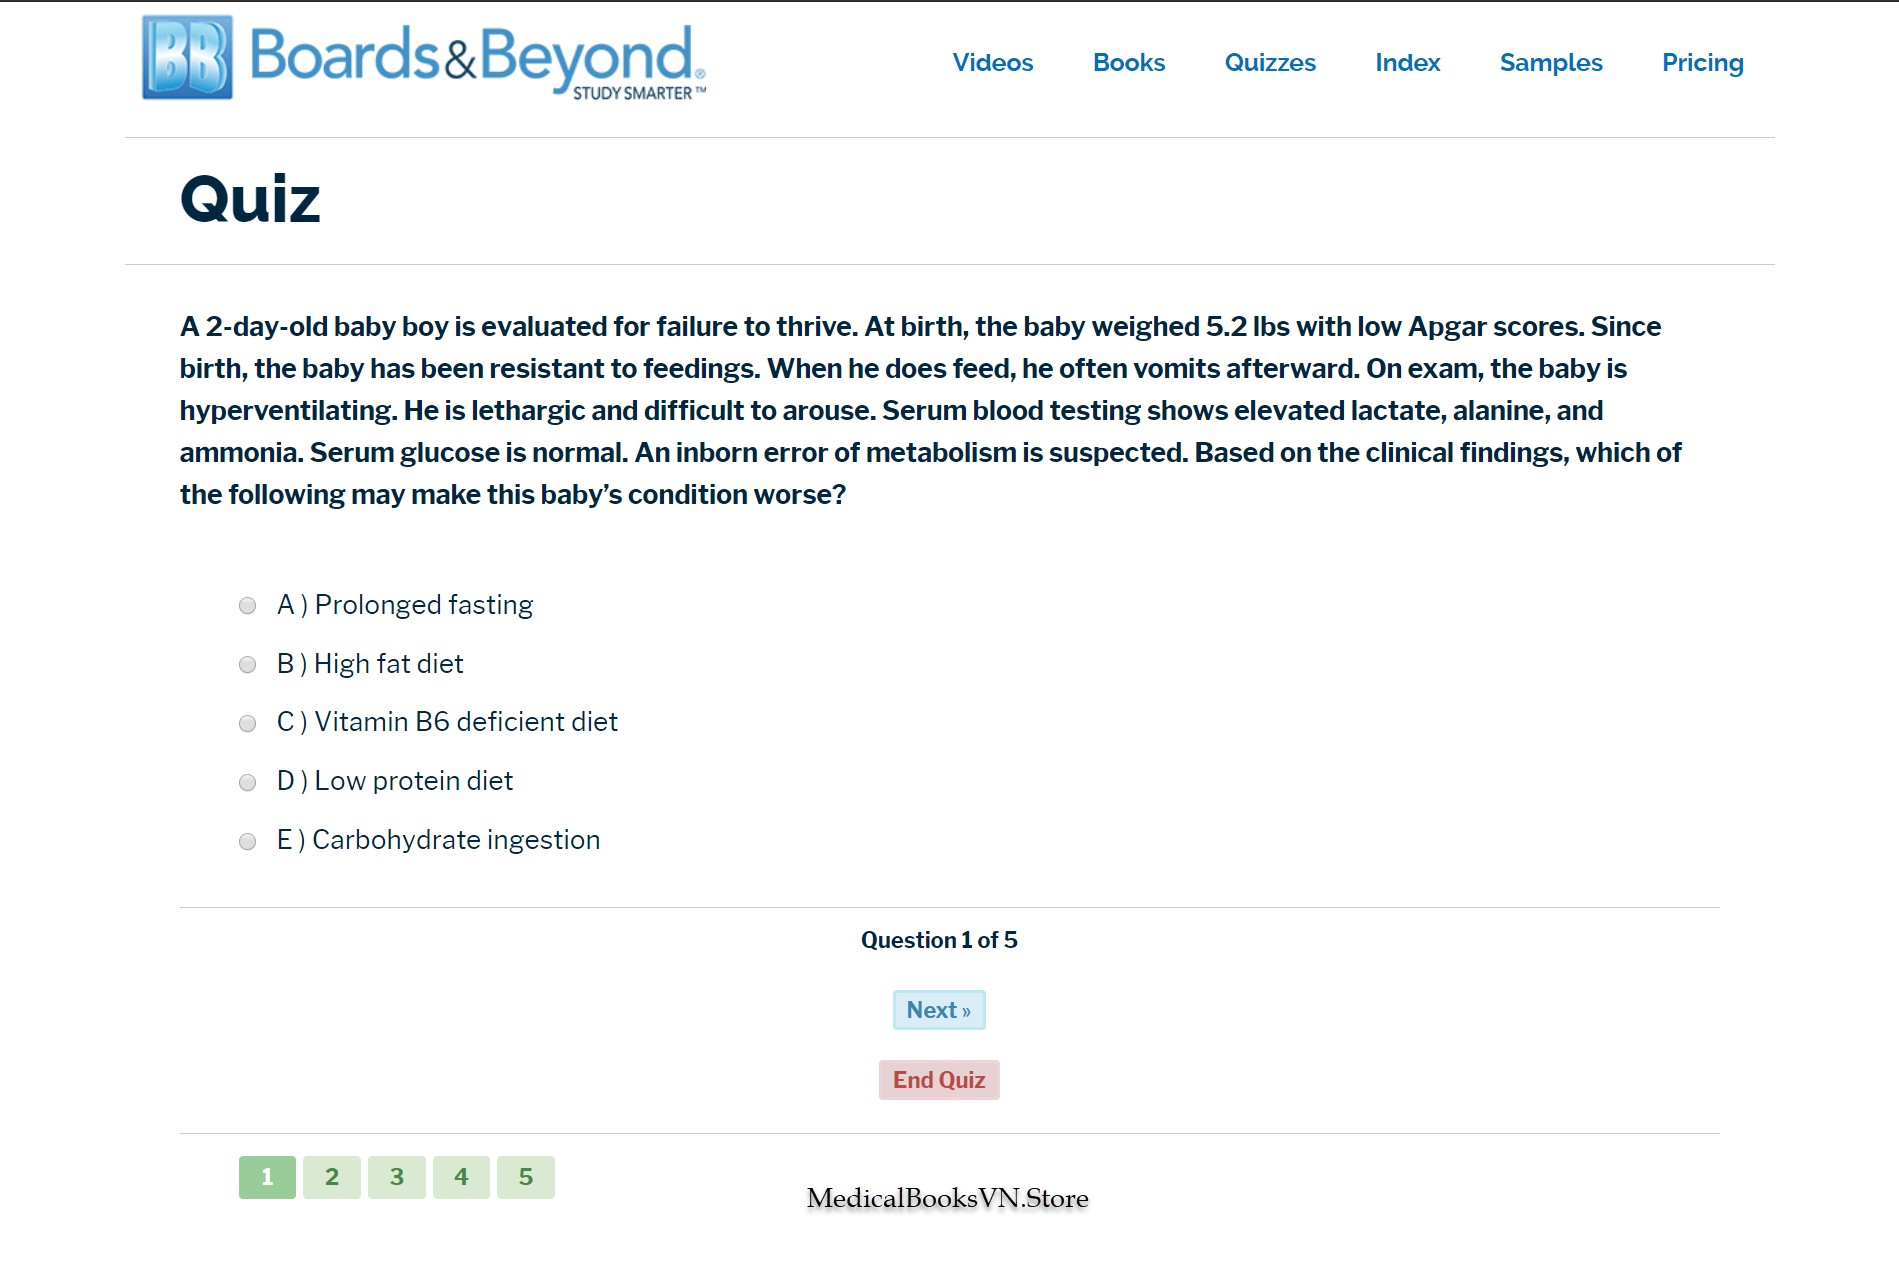 BB Boards&Beyond.®
STUDY SMARTER™
Videos Books Quizzes Index Samples Pricing
Quiz
A 2-day-old baby boy is evaluated for failure to thrive. At birth, the baby weighed 5.2 lbs with low Apgar scores. Since
birth, the baby has been resistant to feedings. When he does feed, he often vomits afterward. On exam, the baby is
hyperventilating. He is lethargic and difficult to arouse. Serum blood testing shows elevated lactate, alanine, and
ammonia. Serum glucose is normal. An inborn error of metabolism is suspected. Based on the clinical findings, which of
the following may make this baby’s condition worse?
A ) Prolonged fasting
B ) High fat diet
C ) Vitamin B6 deficient diet
D ) Low protein diet
E ) Carbohydrate ingestion
Question 1 of 5
Next »
End Quiz
1 2 3 4 5
MedicalBooksVN.Store